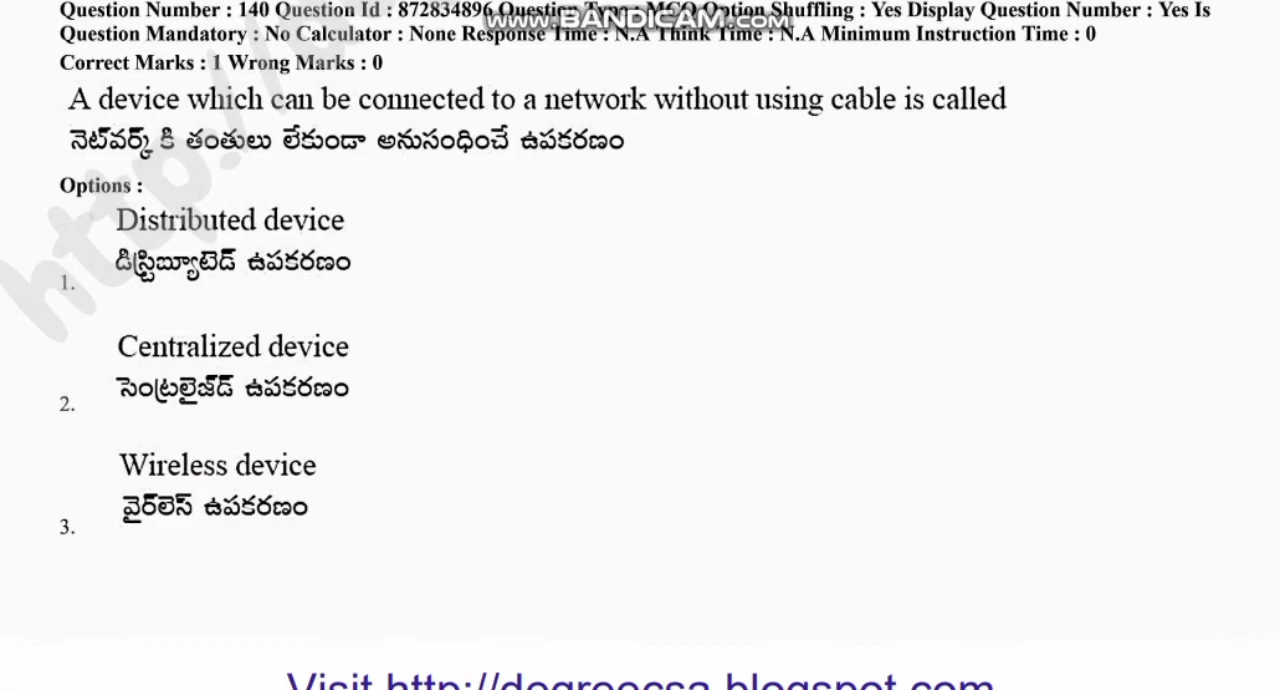 Question Number : 140 Question Id : 872834896 Question Type : MCQ Option Shuffling : Yes Display Question Number : Yes Is
www.BANDICAM.com
Question Mandatory : No Calculator : None Response Time : N.A Think Time : N.A Minimum Instruction Time : 0
Correct Marks : 1 Wrong Marks : 0
A device which can be connected to a network without using cable is called
నెట్‌వర్క్ కి తంతులు లేకుండా అనుసంధించే ఉపకరణం
Options :
Distributed device
డిస్ట్రిబ్యూటెడ్ ఉపకరణం
1.
Centralized device
సెంట్రలైజ్‌డ్ ఉపకరణం
2.
Wireless device
వైర్‌లెస్ ఉపకరణం
3.
http://d
Visit http://degreecsa.blogspot.com